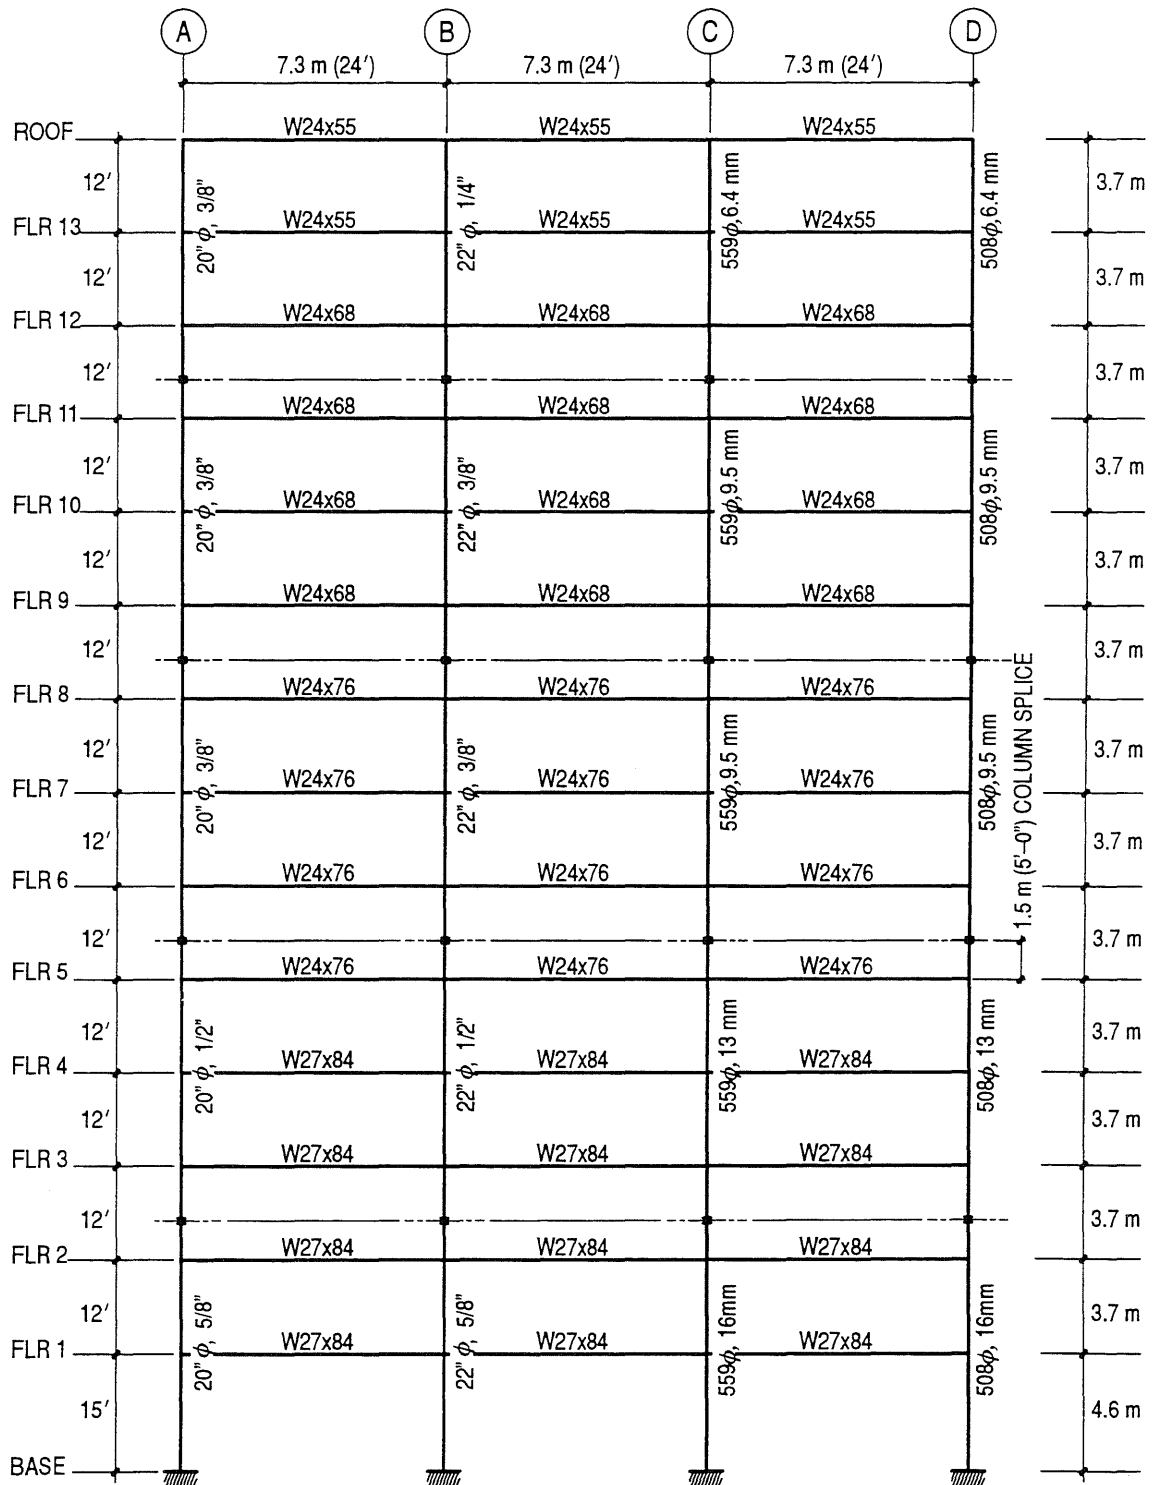 A B C D
7.3 m (24′) 7.3 m (24′) 7.3 m (24′)
ROOF W24x55 W24x55 W24x55
12′ 3.7 m
20" ϕ, 3/8" 22" ϕ, 1/4" 559ϕ, 6.4 mm 508ϕ, 6.4 mm
FLR 13 W24x55 W24x55 W24x55
12′ 3.7 m
FLR 12 W24x68 W24x68 W24x68
12′ 3.7 m
FLR 11 W24x68 W24x68 W24x68
12′ 3.7 m
20" ϕ, 3/8" 22" ϕ, 3/8" 559ϕ, 9.5 mm 508ϕ, 9.5 mm
FLR 10 W24x68 W24x68 W24x68
12′ 3.7 m
FLR 9 W24x68 W24x68 W24x68
12′ 3.7 m
FLR 8 W24x76 W24x76 W24x76
12′ 3.7 m
20" ϕ, 3/8" 22" ϕ, 3/8" 559ϕ, 9.5 mm 508ϕ, 9.5 mm
1.5 m (5′–0") COLUMN SPLICE
FLR 7 W24x76 W24x76 W24x76
12′ 3.7 m
FLR 6 W24x76 W24x76 W24x76
12′ 3.7 m
FLR 5 W24x76 W24x76 W24x76
12′ 3.7 m
20" ϕ, 1/2" 22" ϕ, 1/2" 559ϕ, 13 mm 508ϕ, 13 mm
FLR 4 W27x84 W27x84 W27x84
12′ 3.7 m
FLR 3 W27x84 W27x84 W27x84
12′ 3.7 m
FLR 2 W27x84 W27x84 W27x84
12′ 3.7 m
20" ϕ, 5/8" 22" ϕ, 5/8" 559ϕ, 16mm 508ϕ, 16mm
FLR 1 W27x84 W27x84 W27x84
15′ 4.6 m
BASE